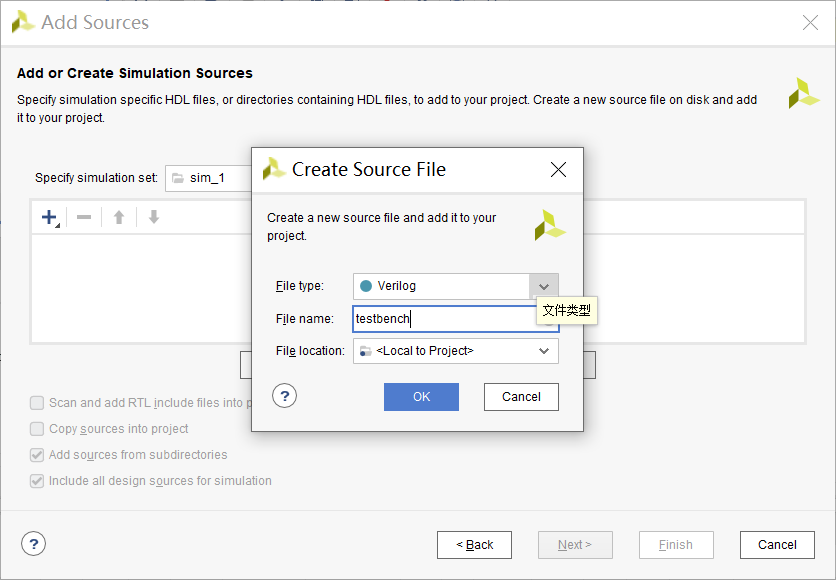 Add Sources
Add or Create Simulation Sources
Specify simulation specific HDL files, or directories containing HDL files, to add to your project. Create a new source file on disk and add
it to your project.
Specify simulation set:
sim_1
Create Source File
Create a new source file and add it to your
project.
File type:
Verilog
文件类型
File name:
testbench
File location:
<Local to Project>
?
OK
Cancel
Scan and add RTL include files into p
Copy sources into project
Add sources from subdirectories
Include all design sources for simulation
?
< Back
Next >
Finish
Cancel